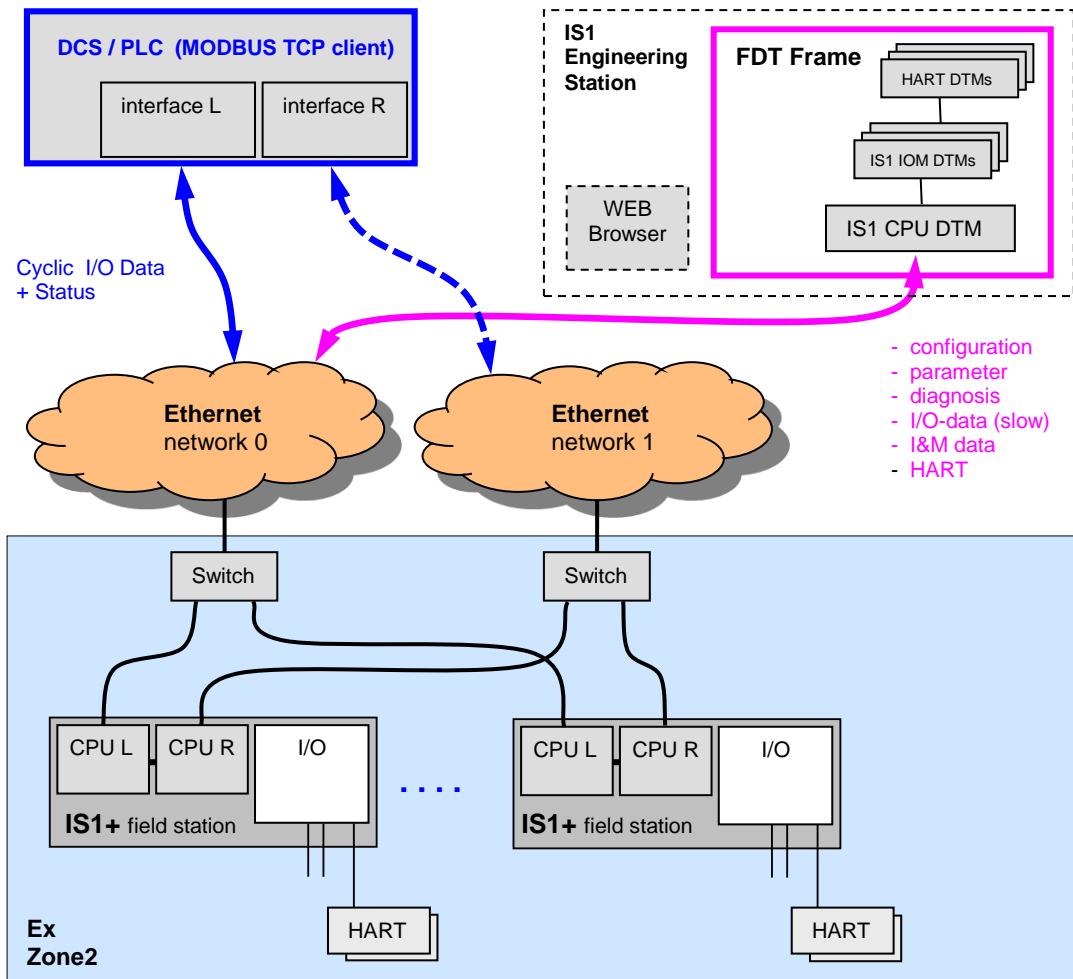 DCS / PLC (MODBUS TCP client)
interface L
interface R
IS1
Engineering
Station
FDT Frame
HART DTMs
IS1 IOM DTMs
IS1 CPU DTM
WEB
Browser
Cyclic I/O Data
+ Status
- configuration
- parameter
- diagnosis
- I/O-data (slow)
- I&M data
- HART
Ethernet
network 0
Ethernet
network 1
Switch
Switch
CPU L
CPU R
I/O
IS1+ field station
. . . .
CPU L
CPU R
I/O
IS1+ field station
HART
HART
Ex
Zone2